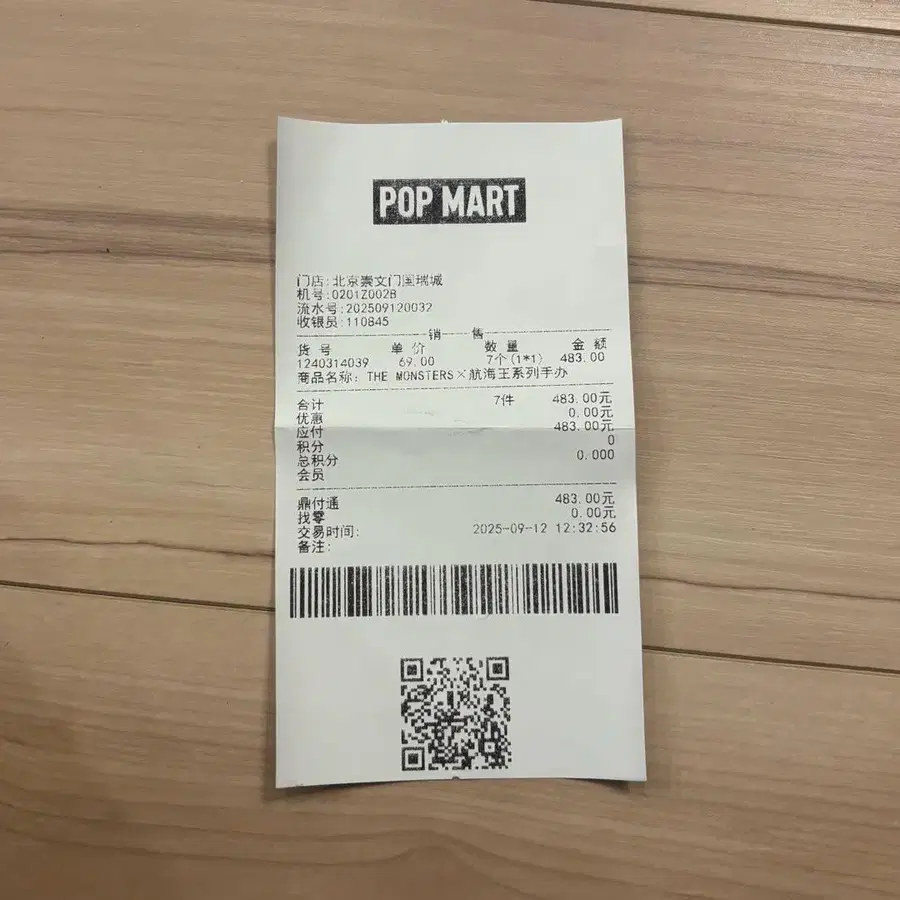 POP MART
门店:北京崇文门国瑞城
机号:0201Z002B
流水号:202509120032
收银员:110845
销 售
货号 单价 数量 金额
1240314039 69.00 7个(1*1) 483.00
商品名称: THE MONSTERS×航海王系列手办
合计 7件 483.00元
优惠 0.00元
应付 483.00元
积分 0
总积分 0.000
会员
鼎付通 483.00元
找零 0.00元
交易时间: 2025-09-12 12:32:56
备注: